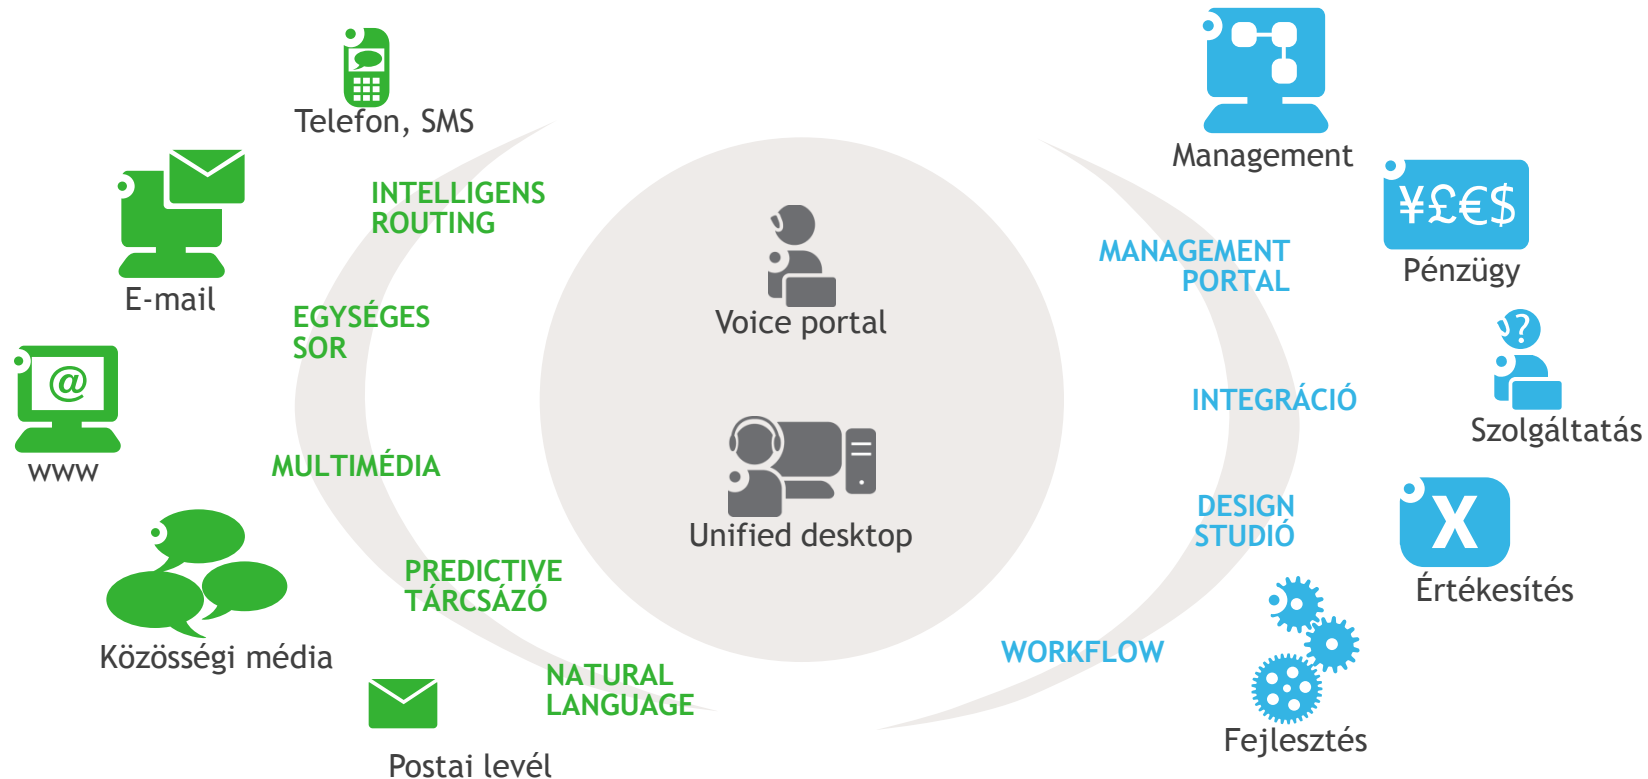 Telefon, SMS
E-mail
@
www
Közösségi média
Postai levél
INTELLIGENS
ROUTING
EGYSÉGES
SOR
MULTIMÉDIA
PREDICTIVE
TÁRCSÁZÓ
NATURAL
LANGUAGE
Voice portal
Unified desktop
MANAGEMENT
PORTAL
INTEGRÁCIÓ
DESIGN
STUDIÓ
WORKFLOW
Management
¥£€$
Pénzügy
?
Szolgáltatás
X
Értékesítés
Fejlesztés